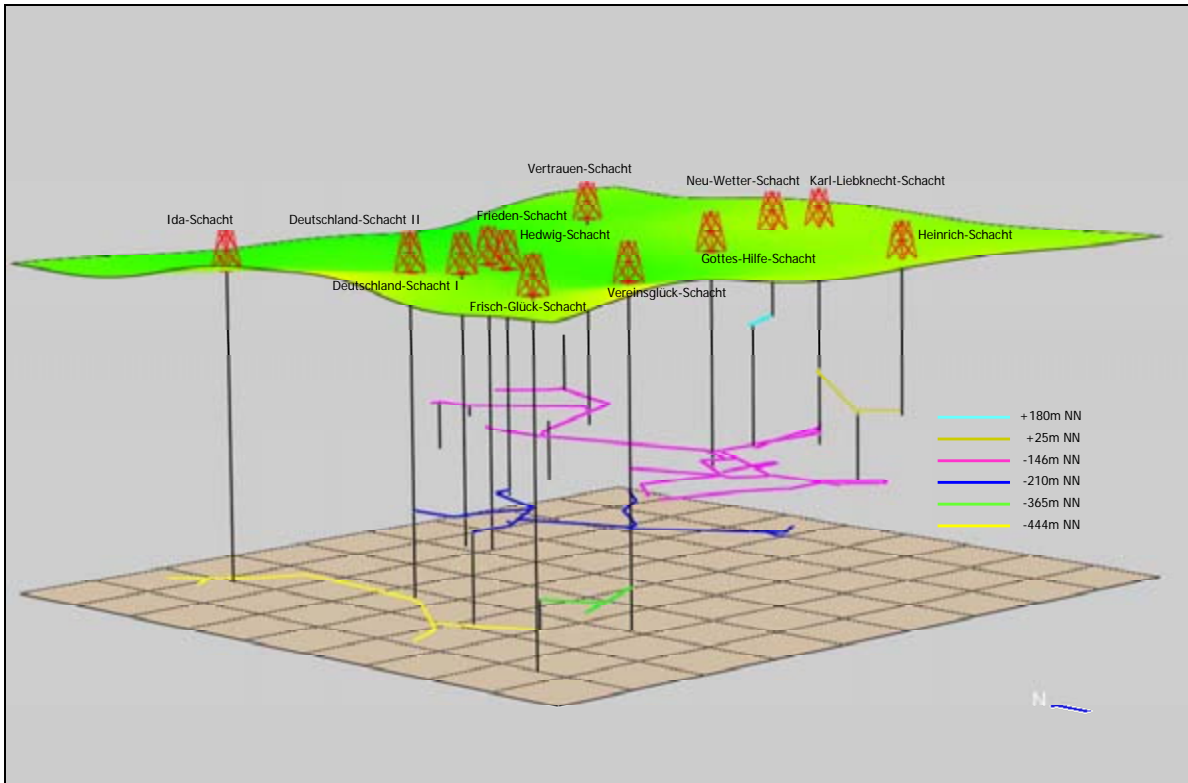 Vertrauen-Schacht
Neu-Wetter-Schacht
Karl-Liebknecht-Schacht
Ida-Schacht
Deutschland-Schacht II
Frieden-Schacht
Hedwig-Schacht
Heinrich-Schacht
Gottes-Hilfe-Schacht
Deutschland-Schacht I
Vereinsglück-Schacht
Frisch-Glück-Schacht
+180m NN
+25m NN
-146m NN
-210m NN
-365m NN
-444m NN
N